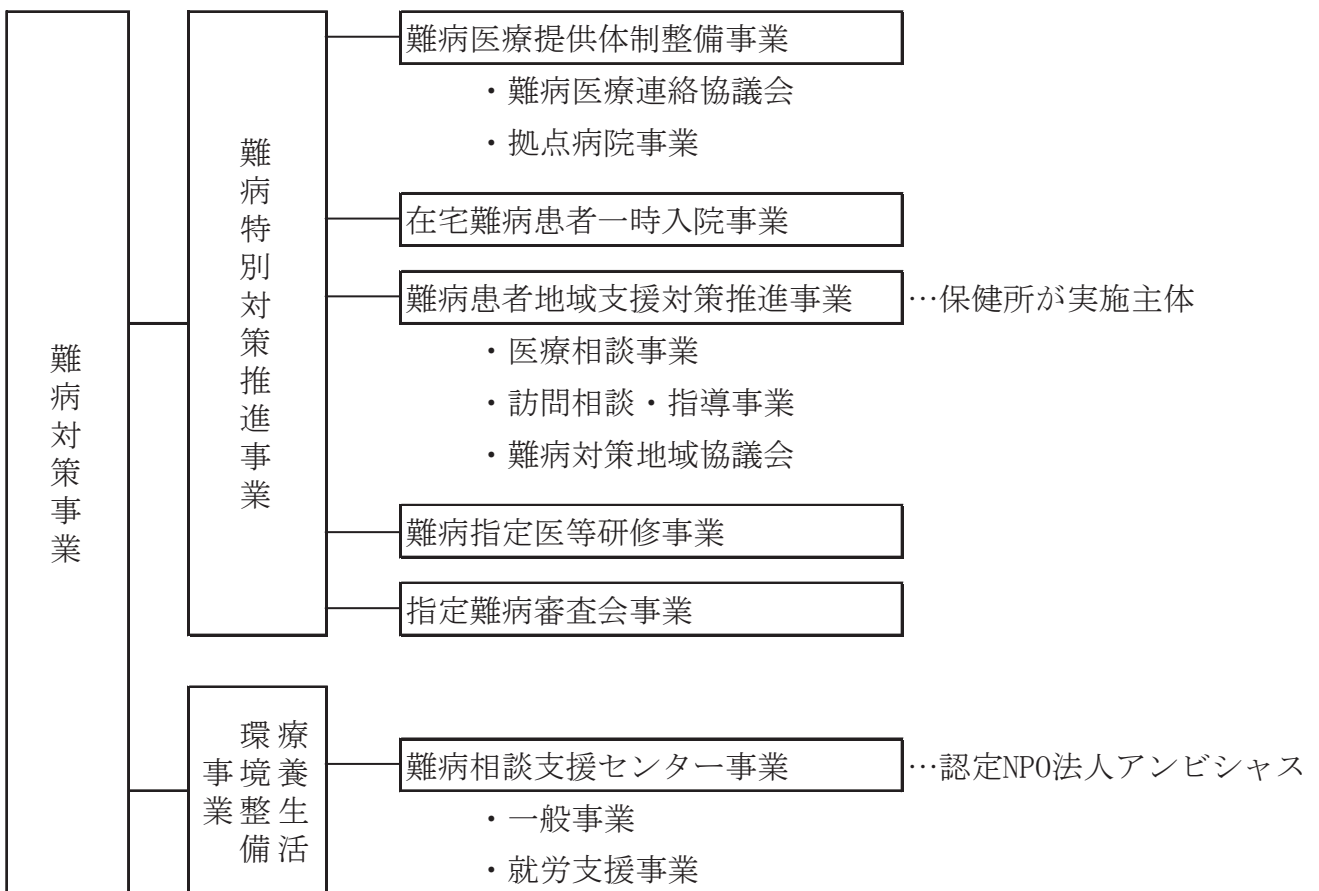 難病対策事業
難病特別対策推進事業
難病医療提供体制整備事業
・難病医療連絡協議会
・拠点病院事業
在宅難病患者一時入院事業
難病患者地域支援対策推進事業 …保健所が実施主体
・医療相談事業
・訪問相談・指導事業
・難病対策地域協議会
難病指定医等研修事業
指定難病審査会事業
療養生活
環境整備
事業
難病相談支援センター事業 …認定NPO法人アンビシャス
・一般事業
・就労支援事業